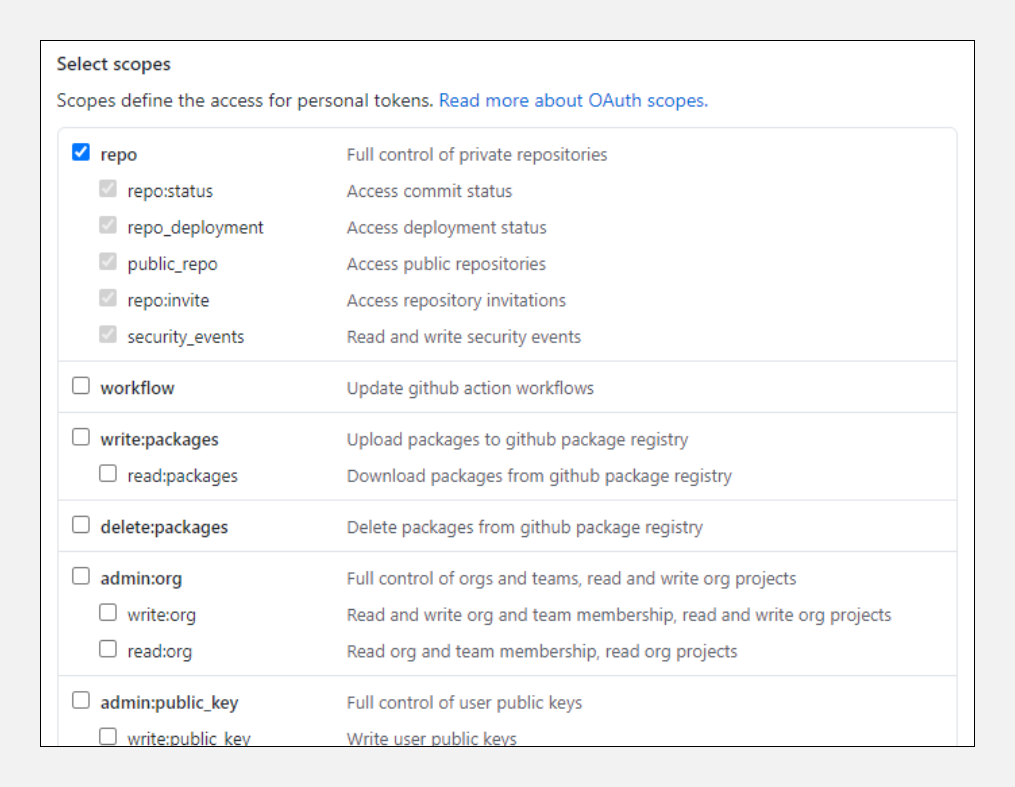 Select scopes
Scopes define the access for personal tokens. Read more about OAuth scopes.
repo Full control of private repositories
repo:status Access commit status
repo_deployment Access deployment status
public_repo Access public repositories
repo:invite Access repository invitations
security_events Read and write security events
workflow Update github action workflows
write:packages Upload packages to github package registry
read:packages Download packages from github package registry
delete:packages Delete packages from github package registry
admin:org Full control of orgs and teams, read and write org projects
write:org Read and write org and team membership, read and write org projects
read:org Read org and team membership, read org projects
admin:public_key Full control of user public keys
write:public_key Write user public keys